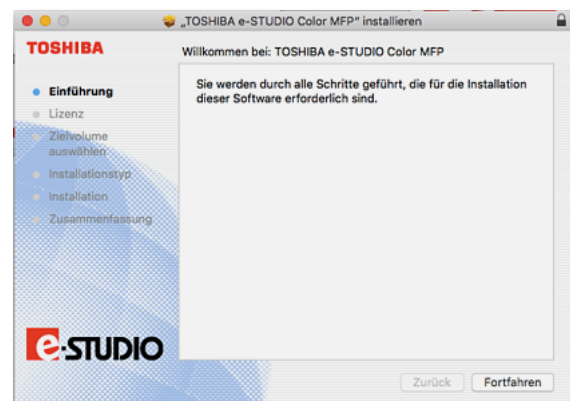 „TOSHIBA e-STUDIO Color MFP“ installieren
TOSHIBA
Willkommen bei: TOSHIBA e-STUDIO Color MFP
Einführung
Lizenz
Zielvolume
auswählen
Installationstyp
Installation
Zusammenfassung
Sie werden durch alle Schritte geführt, die für die Installation
dieser Software erforderlich sind.
e-STUDIO
Zurück
Fortfahren